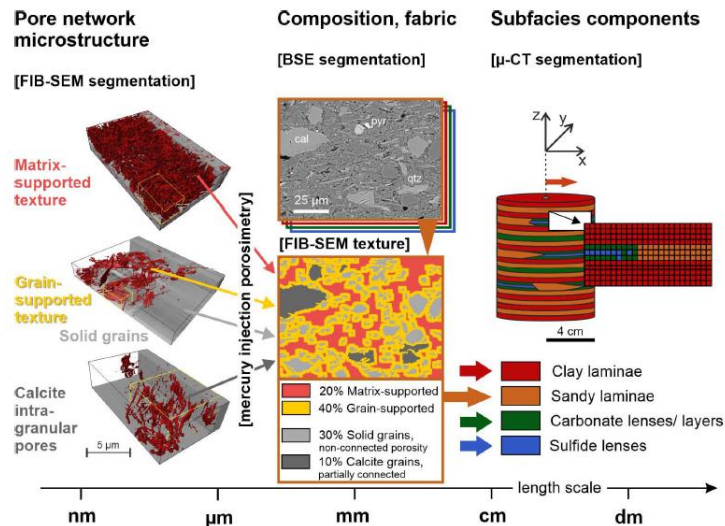 Pore network
microstructure
[FIB-SEM segmentation]
Matrix-
supported
texture
Grain-
supported
texture
Solid grains
Calcite
intra-
granular
pores
5 µm
[mercury injection porosimetry]
Composition, fabric
[BSE segmentation]
cal
pyr
qtz
25 µm
[FIB-SEM texture]
20% Matrix-supported
40% Grain-supported
30% Solid grains,
non-connected porosity
10% Calcite grains,
partially connected
Subfacies components
[µ-CT segmentation]
z
y
x
4 cm
Clay laminae
Sandy laminae
Carbonate lenses/ layers
Sulfide lenses
length scale
nm
µm
mm
cm
dm